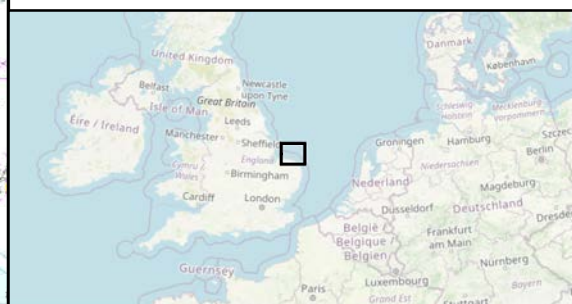 Danmark
United Kingdom
København
Newcastle
upon Tyne
Belfast
Great Britain
Isle of Man
Leeds
Schleswig-
Holstein
Mecklenburg-
Vorpommern
Éire / Ireland
Manchester
Sheffield
Groningen
Hamburg
Szczec
England
Berlin
Cymru /
Wales
Birmingham
Niedersachsen
Nederland
Magdeburg
Cardiff
London
Düsseldorf
Deutschland
Dresde
België /
Belgique /
Belgien
Frankfurt
am Main
Guernsey
Nürnberg
Luxembourg
Paris
Grand Est
Stuttgart
Bayern